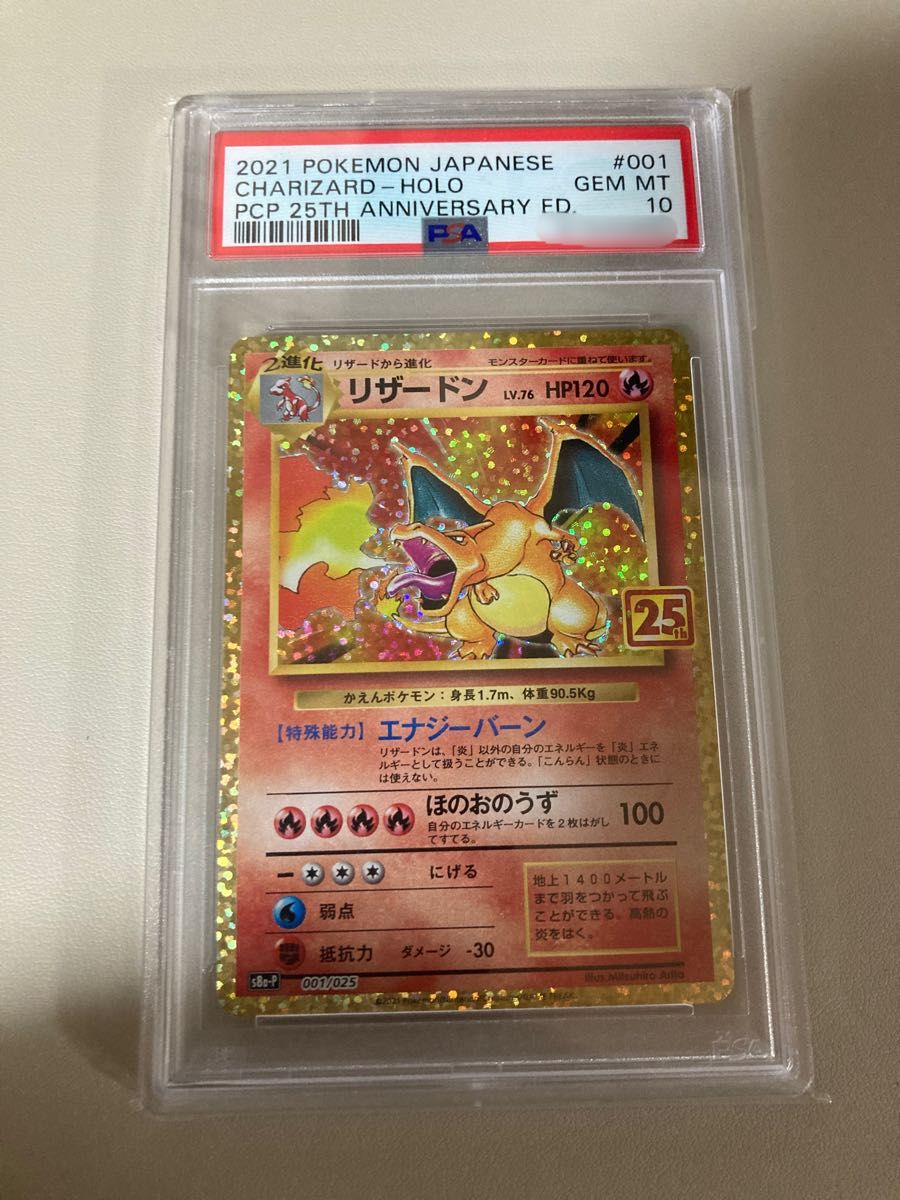 2021 POKEMON JAPANESE #001
CHARIZARD-HOLO GEM MT
PCP 25TH ANNIVERSARY ED. 10
PSA
2進化 リザードから進化 モンスターカードに重ねて使います。
リザードン LV.76 HP120
25th
かえんポケモン：身長1.7m、体重90.5Kg
【特殊能力】エナジーバーン
リザードンは、「炎」以外の自分のエネルギーを「炎」エネ
ルギーとして扱うことができる。「こんらん」状態のときに
は使えない。
ほのおのうず 100
自分のエネルギーカードを2枚はがし
てすてる。
にげる
弱点
抵抗力 ダメージ -30
地上1400メートル
まで羽をつかって飛ぶ
ことができる。高熱の
炎をはく。
s8a-P 001/025
Illus. Mitsuhiro Arita